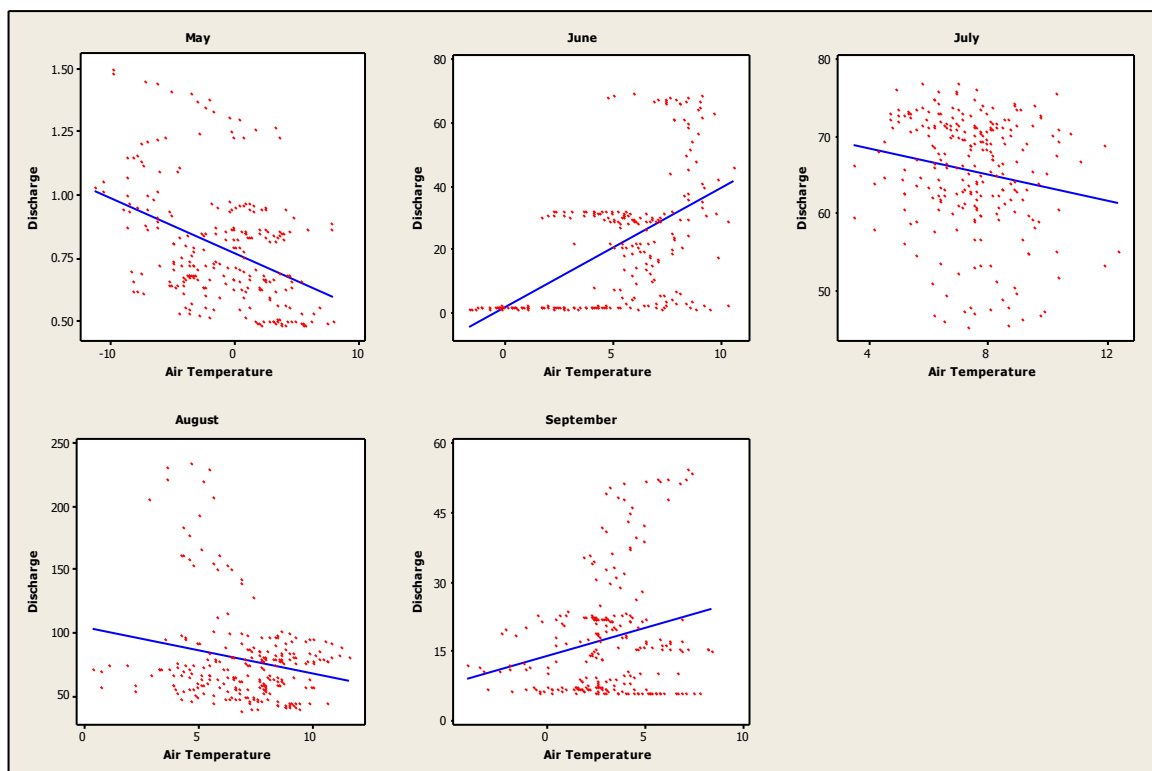 May
Discharge
1.50
1.25
1.00
0.75
0.50
-10 0 10
Air Temperature
June
Discharge
80
60
40
20
0
0 5 10
Air Temperature
July
Discharge
80
70
60
50
4 8 12
Air Temperature
August
Discharge
250
200
150
100
50
0 5 10
Air Temperature
September
Discharge
60
45
30
15
0
0 5 10
Air Temperature